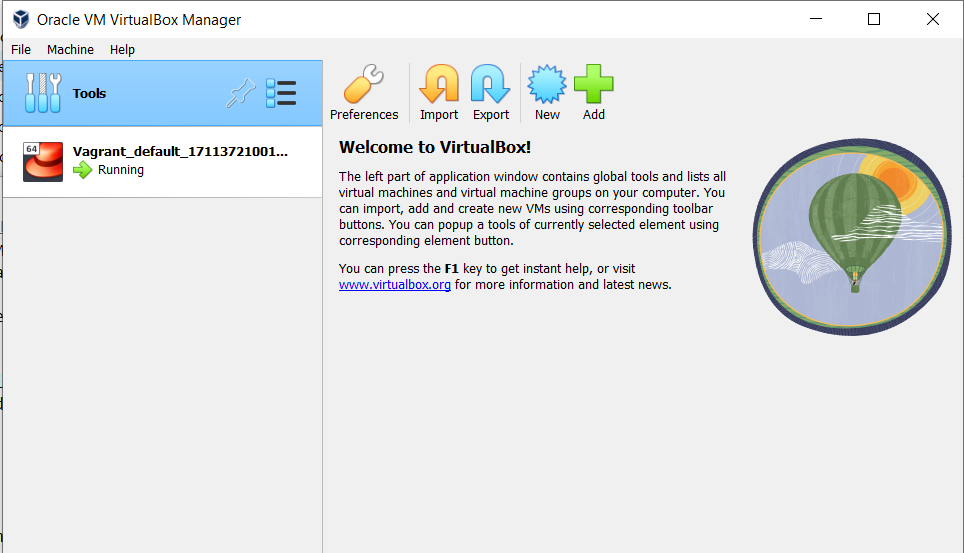 Oracle VM VirtualBox Manager
File Machine Help
Tools
64
Vagrant_default_17113721001...
Running
Preferences Import Export New Add
Welcome to VirtualBox!
The left part of application window contains global tools and lists all
virtual machines and virtual machine groups on your computer. You
can import, add and create new VMs using corresponding toolbar
buttons. You can popup a tools of currently selected element using
corresponding element button.
You can press the F1 key to get instant help, or visit
www.virtualbox.org for more information and latest news.